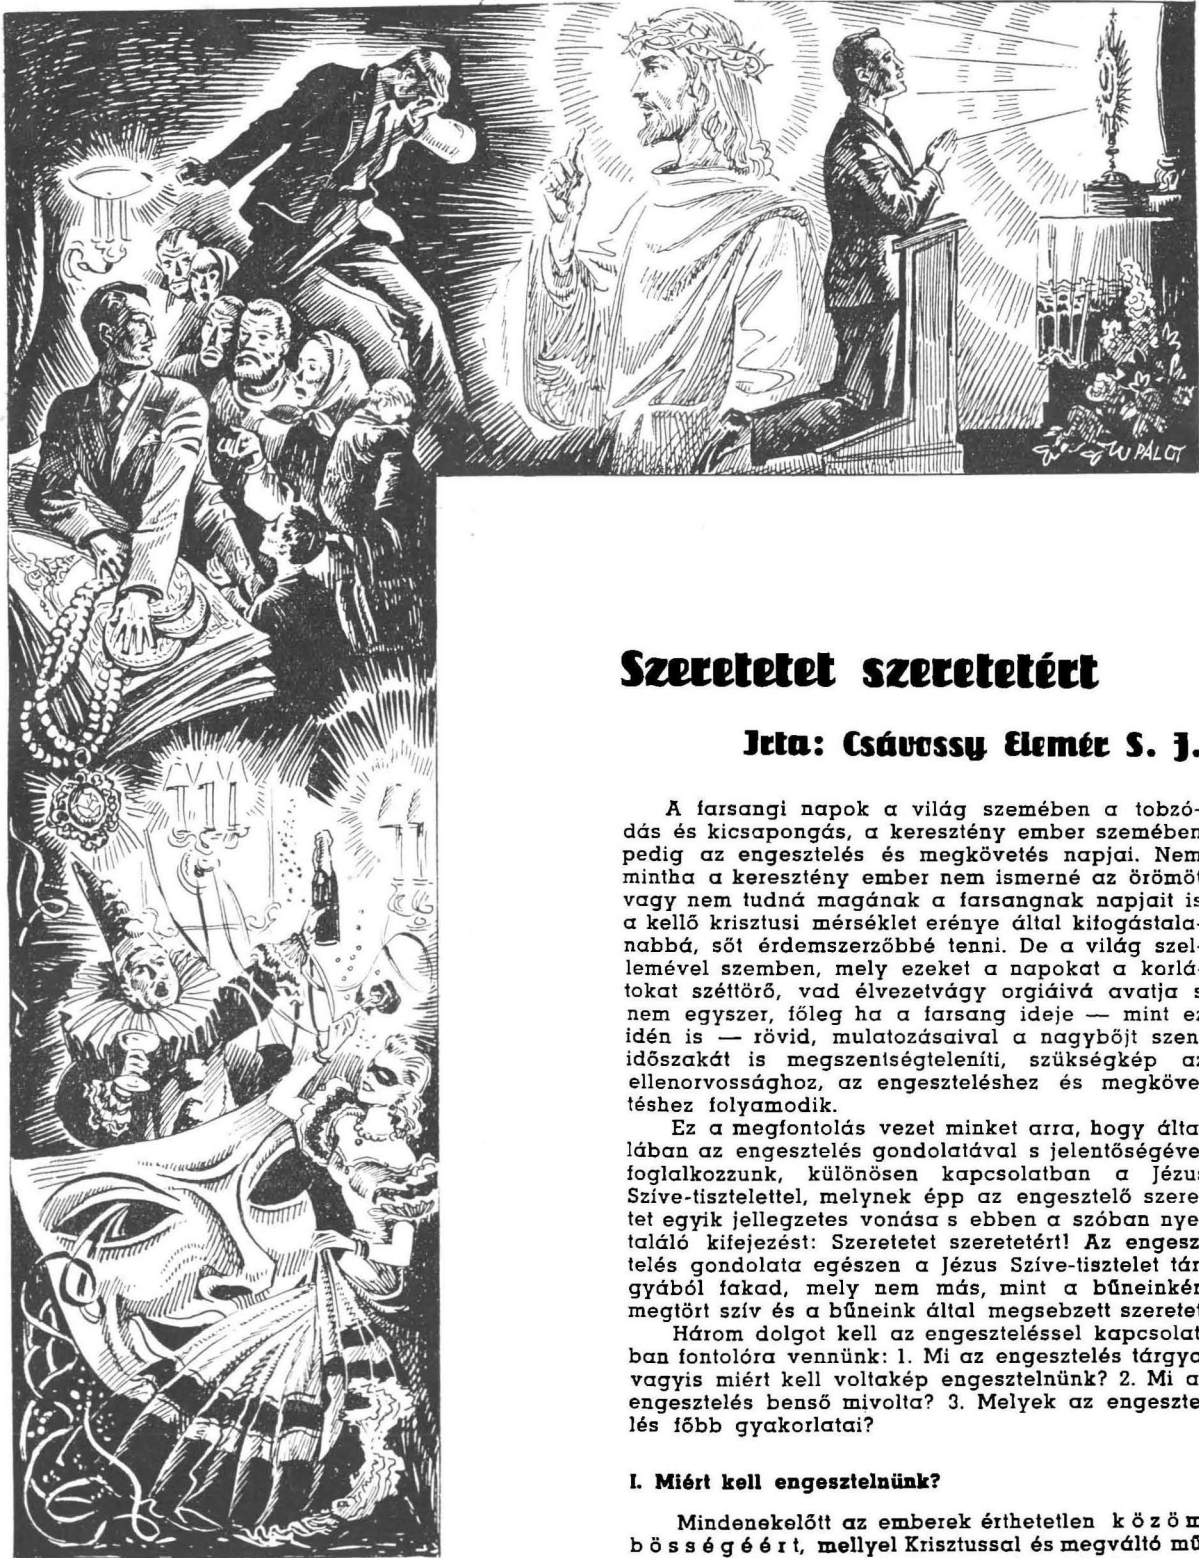 PÁLOT
Szeretetet szeretetért
Irta: Csávossy Elemér S. J.
A farsangi napok a világ szemében a tobzó-
dás és kicsapongás, a keresztény ember szemében
pedig az engesztelés és megkövetés napjai. Nem
mintha a keresztény ember nem ismerné az örömöt
vagy nem tudná magának a farsangnak napjait is
a kellő krisztusi mérséklet erénye által kifogástala-
nabbá, sőt érdemszerzőbbé tenni. De a világ szel-
lemével szemben, mely ezeket a napokat a korlá-
tokat széttörő, vad élvezetvágy orgiáivá avatja s
nem egyszer, főleg ha a farsang ideje — mint ez
idén is — rövid, mulatozásaival a nagybőjt szen
időszakát is megszentségteleníti, szükségkép az
ellenorvossághoz, az engeszteléshez és megköve
téshez folyamodik.
Ez a megfontolás vezet minket arra, hogy álta
lában az engesztelés gondolatával s jelentőségéve
foglalkozzunk, különösen kapcsolatban a Jézus
Szíve-tisztelettel, melynek épp az engesztelő szere
tet egyik jellegzetes vonása s ebben a szóban nye
találó kifejezést: Szeretetet szeretetért! Az engesz
telés gondolata egészen a Jézus Szíve-tisztelet tár
gyából fakad, mely nem más, mint a bűneinkér
megtört szív és a bűneink által megsebzett szeretet
Három dolgot kell az engeszteléssel kapcsolat
ban fontolóra vennünk: 1. Mi az engesztelés tárgya
vagyis miért kell voltakép engesztelnünk? 2. Mi a
engesztelés benső mivolta? 3. Melyek az engeszte
lés főbb gyakorlatai?
I. Miért kell engesztelnünk?
Mindenekelőtt az emberek érthetetlen közöm
bösségéért, mellyel Krisztussal és megváltó mű